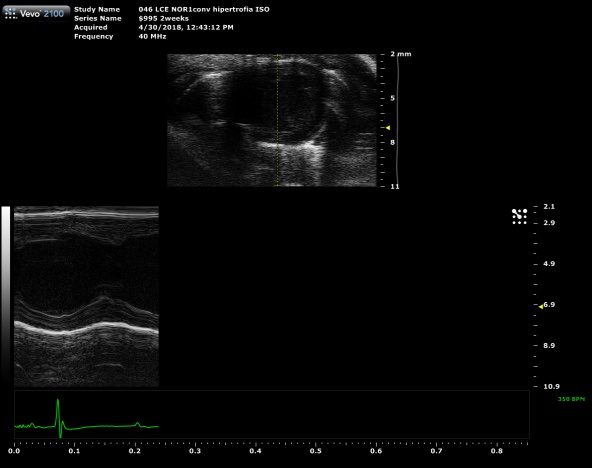 Vevo 2100
Study Name 046 LCE NOR1conv hipertrofia ISO
Series Name S995 2weeks
Acquired 4/30/2018, 12:43:12 PM
Frequency 40 MHz
2 mm
5
8
11
2.1
2.9
4.9
6.9
8.9
10.9
358 BPM
0.0 0.1 0.2 0.3 0.4 0.5 0.6 0.7 0.8